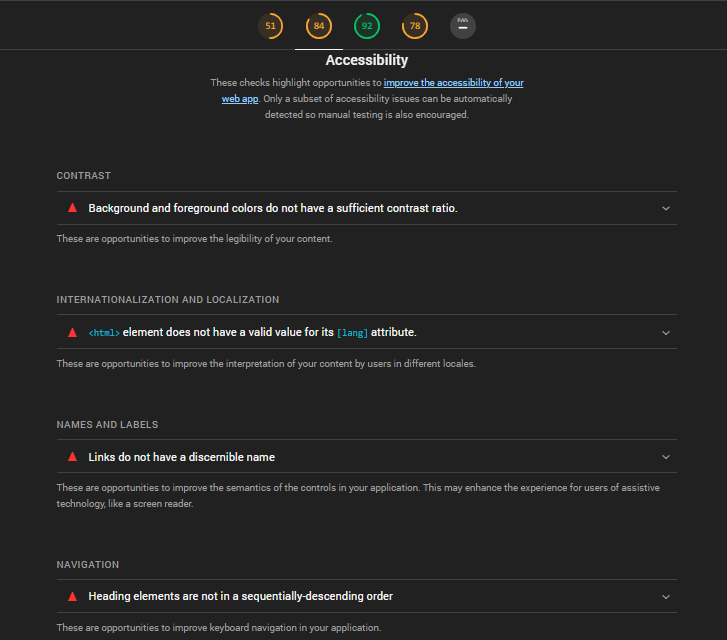 51 84 92 78 PWA
Accessibility
These checks highlight opportunities to improve the accessibility of your
web app. Only a subset of accessibility issues can be automatically
detected so manual testing is also encouraged.
CONTRAST
Background and foreground colors do not have a sufficient contrast ratio.
These are opportunities to improve the legibility of your content.
INTERNATIONALIZATION AND LOCALIZATION
<html> element does not have a valid value for its [lang] attribute.
These are opportunities to improve the interpretation of your content by users in different locales.
NAMES AND LABELS
Links do not have a discernible name
These are opportunities to improve the semantics of the controls in your application. This may enhance the experience for users of assistive
technology, like a screen reader.
NAVIGATION
Heading elements are not in a sequentially-descending order
These are opportunities to improve keyboard navigation in your application.